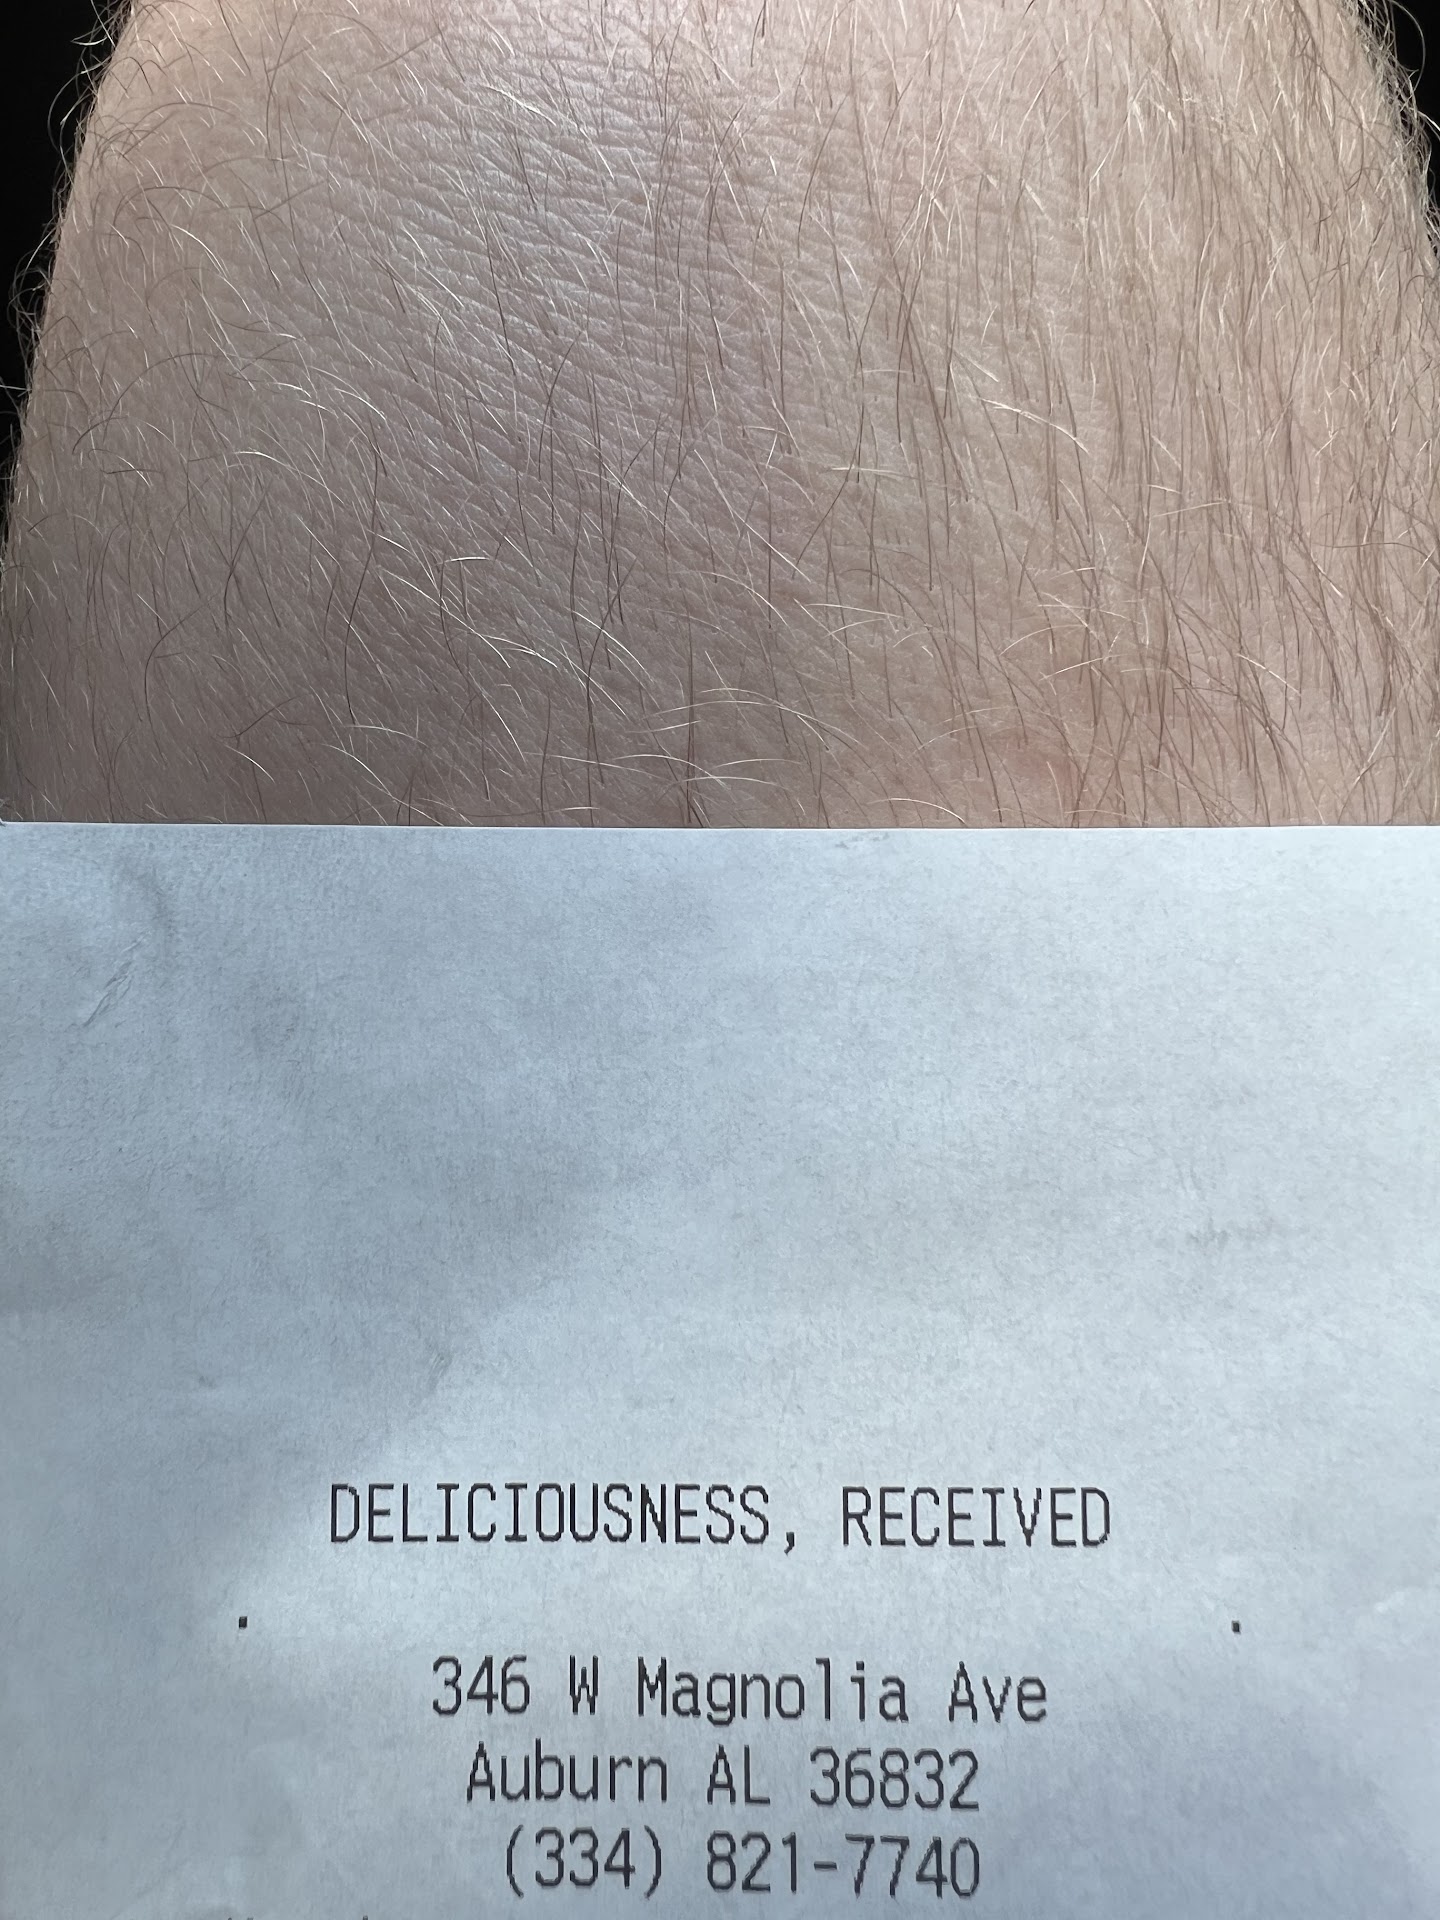 DELICIOUSNESS, RECEIVED
. .
346 W Magnolia Ave
Auburn AL 36832
(334) 821-7740